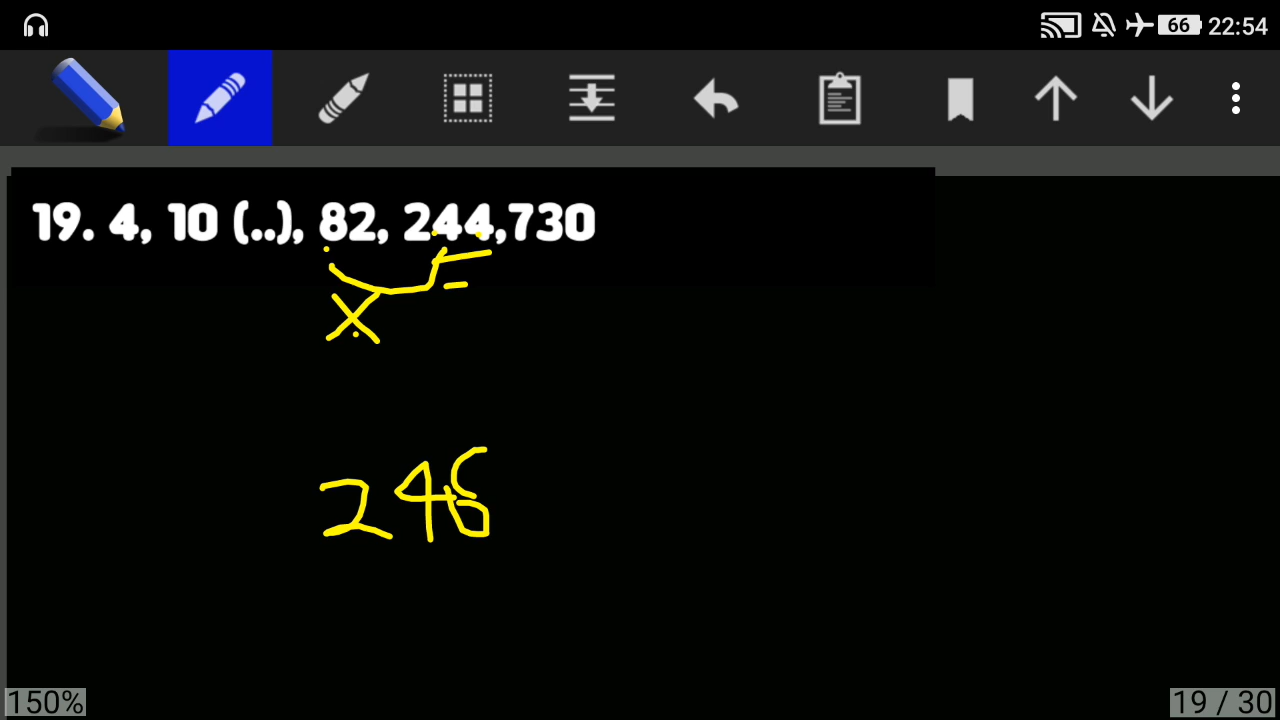 66 22:54
19. 4, 10 (..), 82, 244,730
X =
246
150%
19 / 30